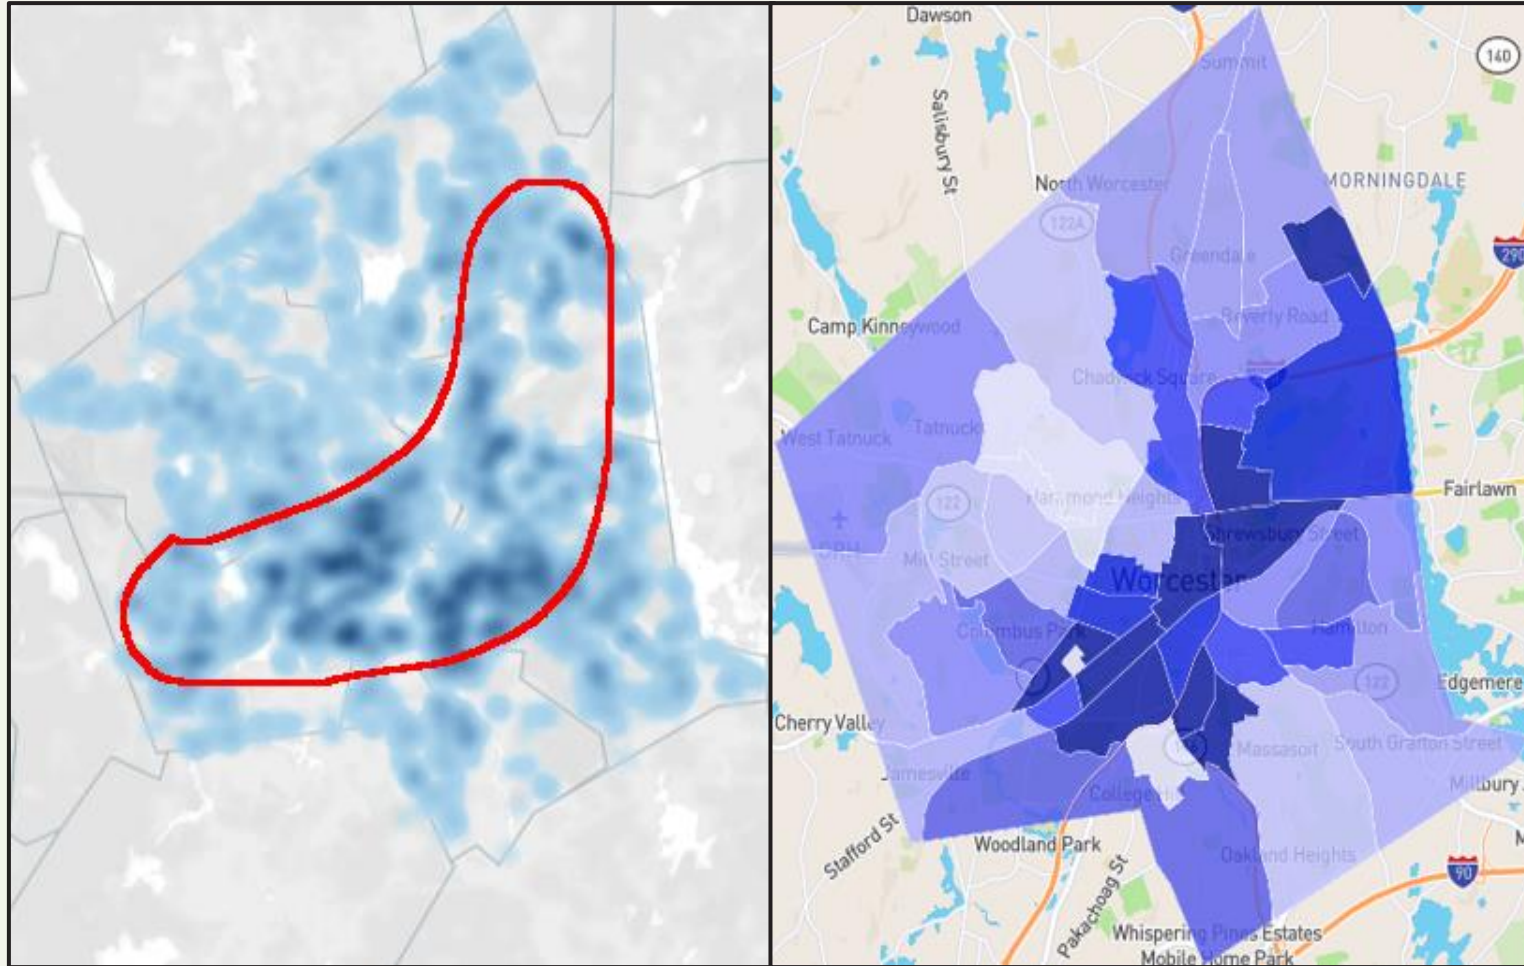 Dawson
Summit
140
Salisbury St
North Worcester
MORNINGDALE
122A
Greendale
290
Camp Kinneywood
Beverly Road
Chadwick Square
West Tatnuck
Tatnuck
122
Hammond Heights
Fairlawn
ORH
Mill Street
Shrewsbury Street
Worcester
Columbus Park
Hamilton
122
Edgemere
Cherry Valley
Massasoit
South Grafton Street
Jamesville
College Hill
Millbury
Stafford St
Woodland Park
Oakland Heights
90
Pakachoag St
Whispering Pines Estates
Mobile Home Park